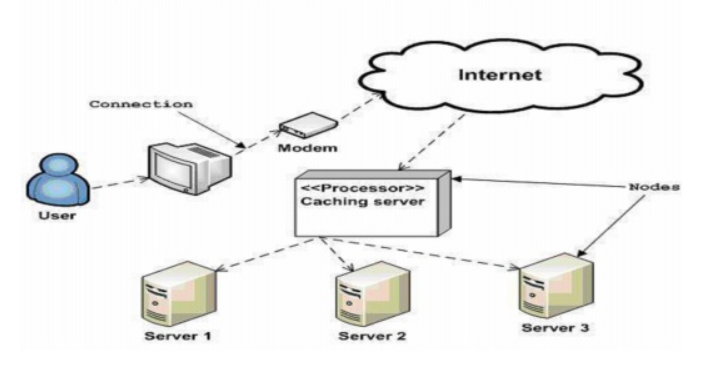 Internet
Connection
Modem
User
<<Processor>>
Caching server
Nodes
Server 1
Server 2
Server 3